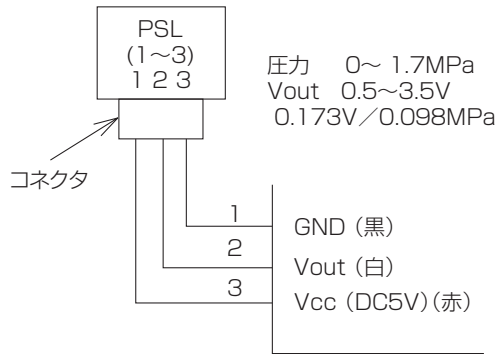 PSL
(1～3)
1 2 3
圧力 0～ 1.7MPa
Vout 0.5～3.5V
0.173V／0.098MPa
コネクタ
1 GND（黒）
2 Vout（白）
3 Vcc（DC5V）（赤）